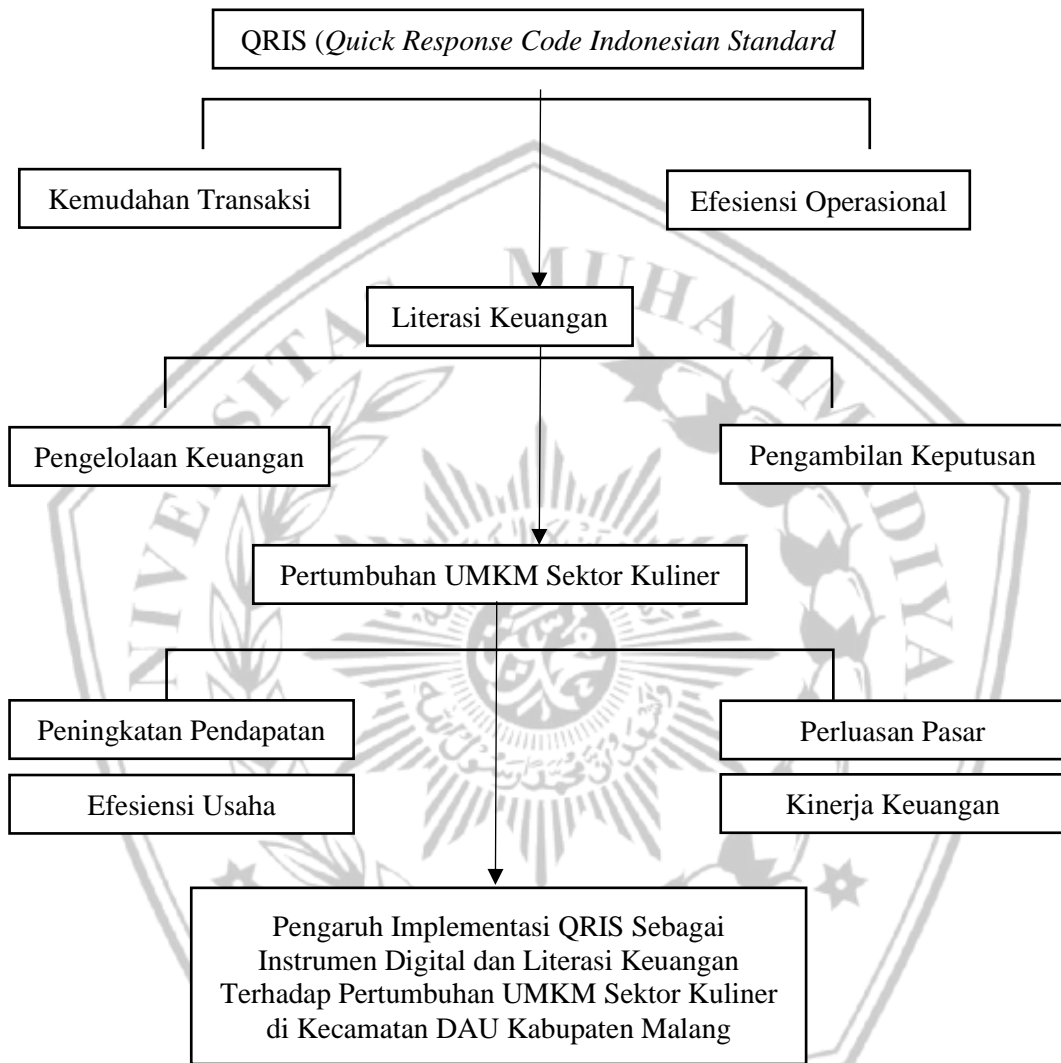 QRIS (Quick Response Code Indonesian Standard
Kemudahan Transaksi
Efesiensi Operasional
UNIVERSITAS MUHAMMADIYA
Literasi Keuangan
Pengelolaan Keuangan
Pengambilan Keputusan
Pertumbuhan UMKM Sektor Kuliner
Peningkatan Pendapatan
Perluasan Pasar
Efesiensi Usaha
Kinerja Keuangan
Pengaruh Implementasi QRIS Sebagai
Instrumen Digital dan Literasi Keuangan
Terhadap Pertumbuhan UMKM Sektor Kuliner
di Kecamatan DAU Kabupaten Malang